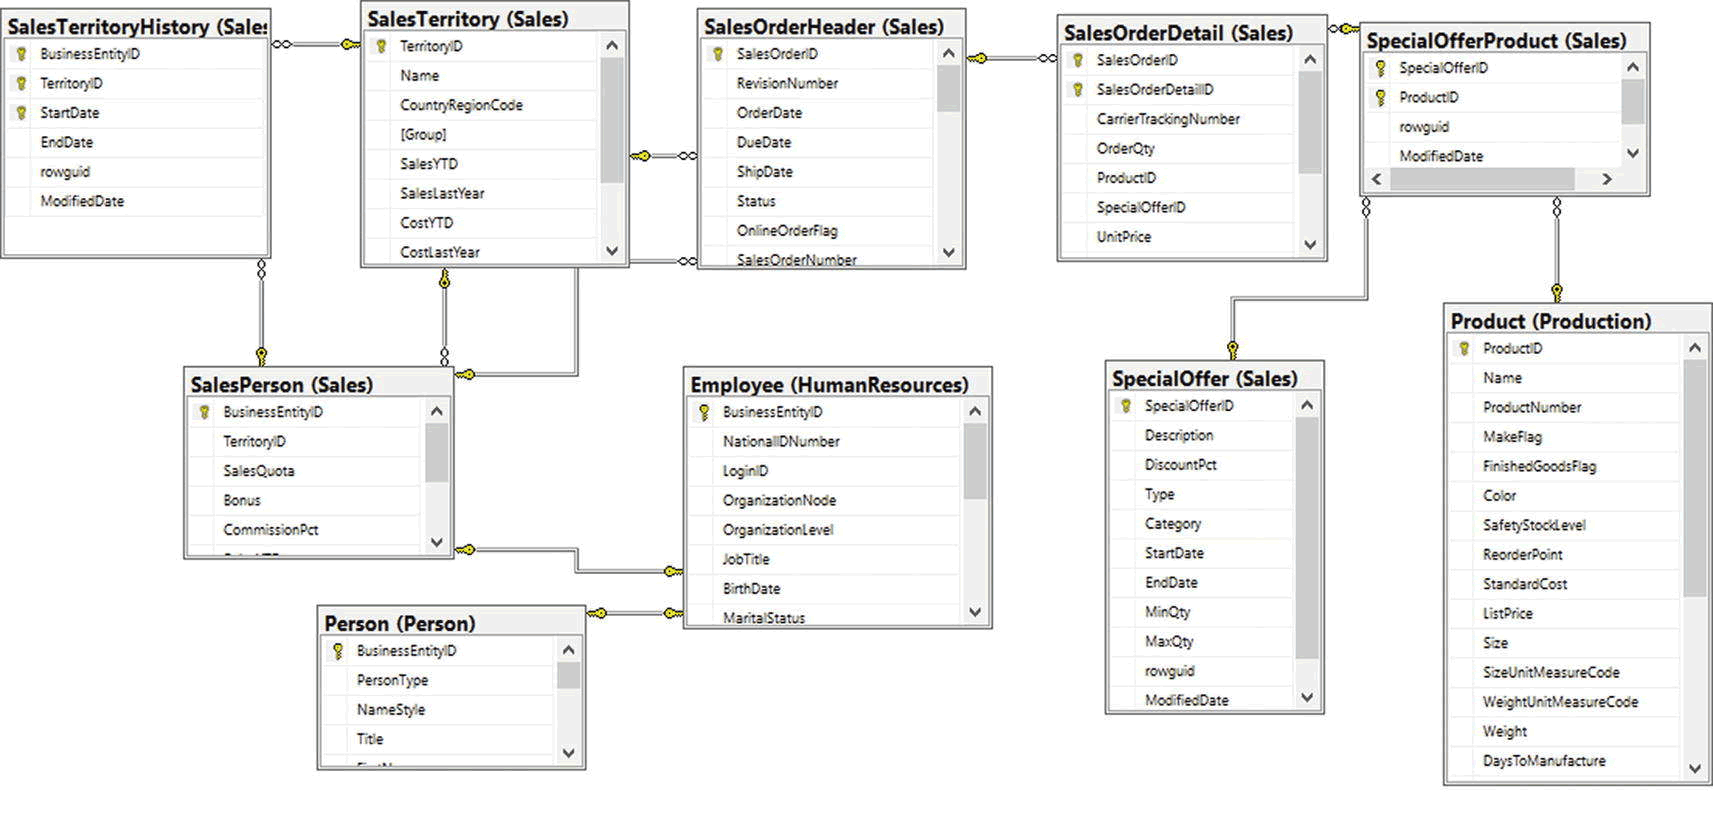 SalesTerritoryHistory (Sales
BusinessEntityID
TerritoryID
StartDate
EndDate
rowguid
ModifiedDate
SalesTerritory (Sales)
TerritoryID
Name
CountryRegionCode
[Group]
SalesYTD
SalesLastYear
CostYTD
CostLastYear
SalesOrderHeader (Sales)
SalesOrderID
RevisionNumber
OrderDate
DueDate
ShipDate
Status
OnlineOrderFlag
SalesOrderNumber
SalesOrderDetail (Sales)
SalesOrderID
SalesOrderDetailID
CarrierTrackingNumber
OrderQty
ProductID
SpecialOfferID
UnitPrice
SpecialOfferProduct (Sales)
SpecialOfferID
ProductID
rowguid
ModifiedDate
SalesPerson (Sales)
BusinessEntityID
TerritoryID
SalesQuota
Bonus
CommissionPct
Employee (HumanResources)
BusinessEntityID
NationalIDNumber
LoginID
OrganizationNode
OrganizationLevel
JobTitle
BirthDate
MaritalStatus
Person (Person)
BusinessEntityID
PersonType
NameStyle
Title
SpecialOffer (Sales)
SpecialOfferID
Description
DiscountPct
Type
Category
StartDate
EndDate
MinQty
MaxQty
rowguid
ModifiedDate
Product (Production)
ProductID
Name
ProductNumber
MakeFlag
FinishedGoodsFlag
Color
SafetyStockLevel
ReorderPoint
StandardCost
ListPrice
Size
SizeUnitMeasureCode
WeightUnitMeasureCode
Weight
DaysToManufacture